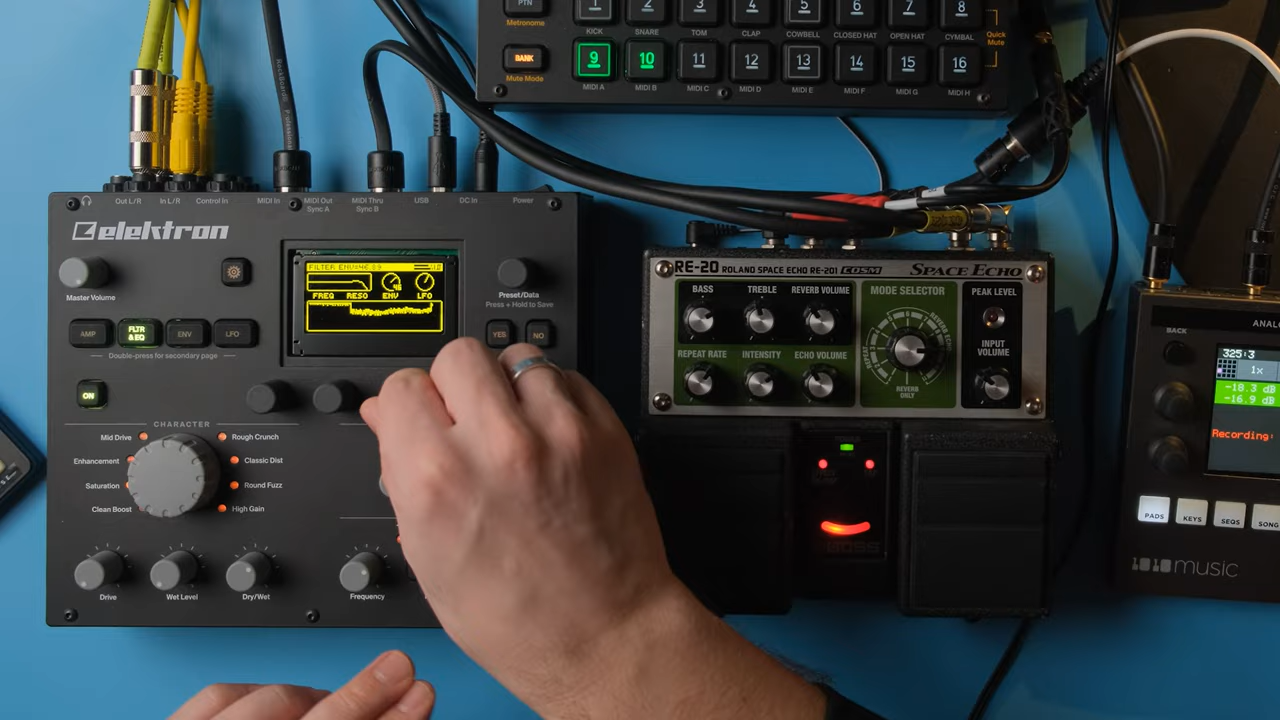 PTN
Metronome
1 2 3 4 5 6 7 8
KICK SNARE TOM CLAP COWBELL CLOSED HAT OPEN HAT CYMBAL
Quick Mute
BANK
Mute Mode
9 10 11 12 13 14 15 16
MIDI A MIDI B MIDI C MIDI D MIDI E MIDI F MIDI G MIDI H
Out L/R In L/R Control In MIDI In MIDI Out Sync A MIDI Thru Sync B USB DC In Power
elektron
Master Volume
FREQ RESO ENV LFO
Preset/Data
Press + Hold to Save
AMP FLTR & EQ ENV LFO
YES NO
Double-press for secondary page
ON
CHARACTER
Mid Drive Rough Crunch
Enhancement Classic Dist
Saturation Round Fuzz
Clean Boost High Gain
Drive Wet Level Dry/Wet Frequency
RE-20 ROLAND SPACE ECHO RE-201 COSM SPACE ECHO
BASS TREBLE REVERB VOLUME
REPEAT RATE INTENSITY ECHO VOLUME
MODE SELECTOR
REPEAT
REVERB ECHO
REVERB ONLY
PEAK LEVEL
INPUT VOLUME
BOSS
BACK
325:3
1x
-18.3 dB
-16.9 dB
Recording
PADS KEYS SEQS SONG
1010music